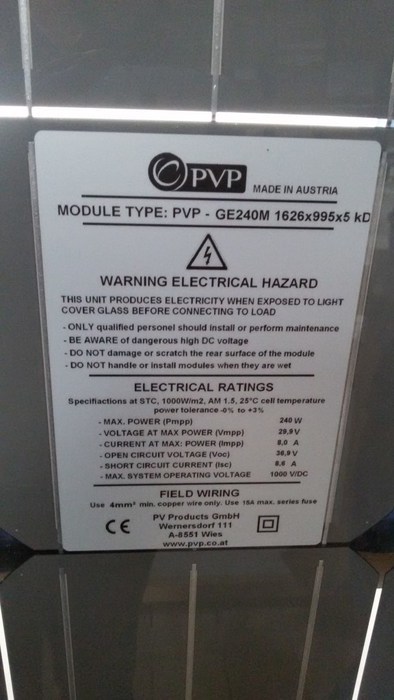 PVP
MADE IN AUSTRIA
MODULE TYPE: PVP - GE240M 1626x995x5 kD
WARNING ELECTRICAL HAZARD
THIS UNIT PRODUCES ELECTRICITY WHEN EXPOSED TO LIGHT
COVER GLASS BEFORE CONNECTING TO LOAD
- ONLY qualified personel should install or perform maintenance
- BE AWARE of dangerous high DC voltage
- DO NOT damage or scratch the rear surface of the module
- DO NOT handle or install modules when they are wet
ELECTRICAL RATINGS
Specifiactions at STC, 1000W/m2, AM 1.5, 25°C cell temperature
power tolerance -0% to +3%
- MAX. POWER (Pmpp) 240 W
- VOLTAGE AT MAX POWER (Vmpp) 29,9 V
- CURRENT AT MAX: POWER (Impp) 8,0 A
- OPEN CIRCUIT VOLTAGE (Voc) 36,9 V
- SHORT CIRCUIT CURRENT (Isc) 8,6 A
- MAX. SYSTEM OPERATING VOLTAGE 1000 V/DC
FIELD WIRING
Use 4mm² min. copper wire only. Use 15A max. series fuse
CE
PV Products GmbH
Wernersdorf 111
A-8551 Wies
www.pvp.co.at